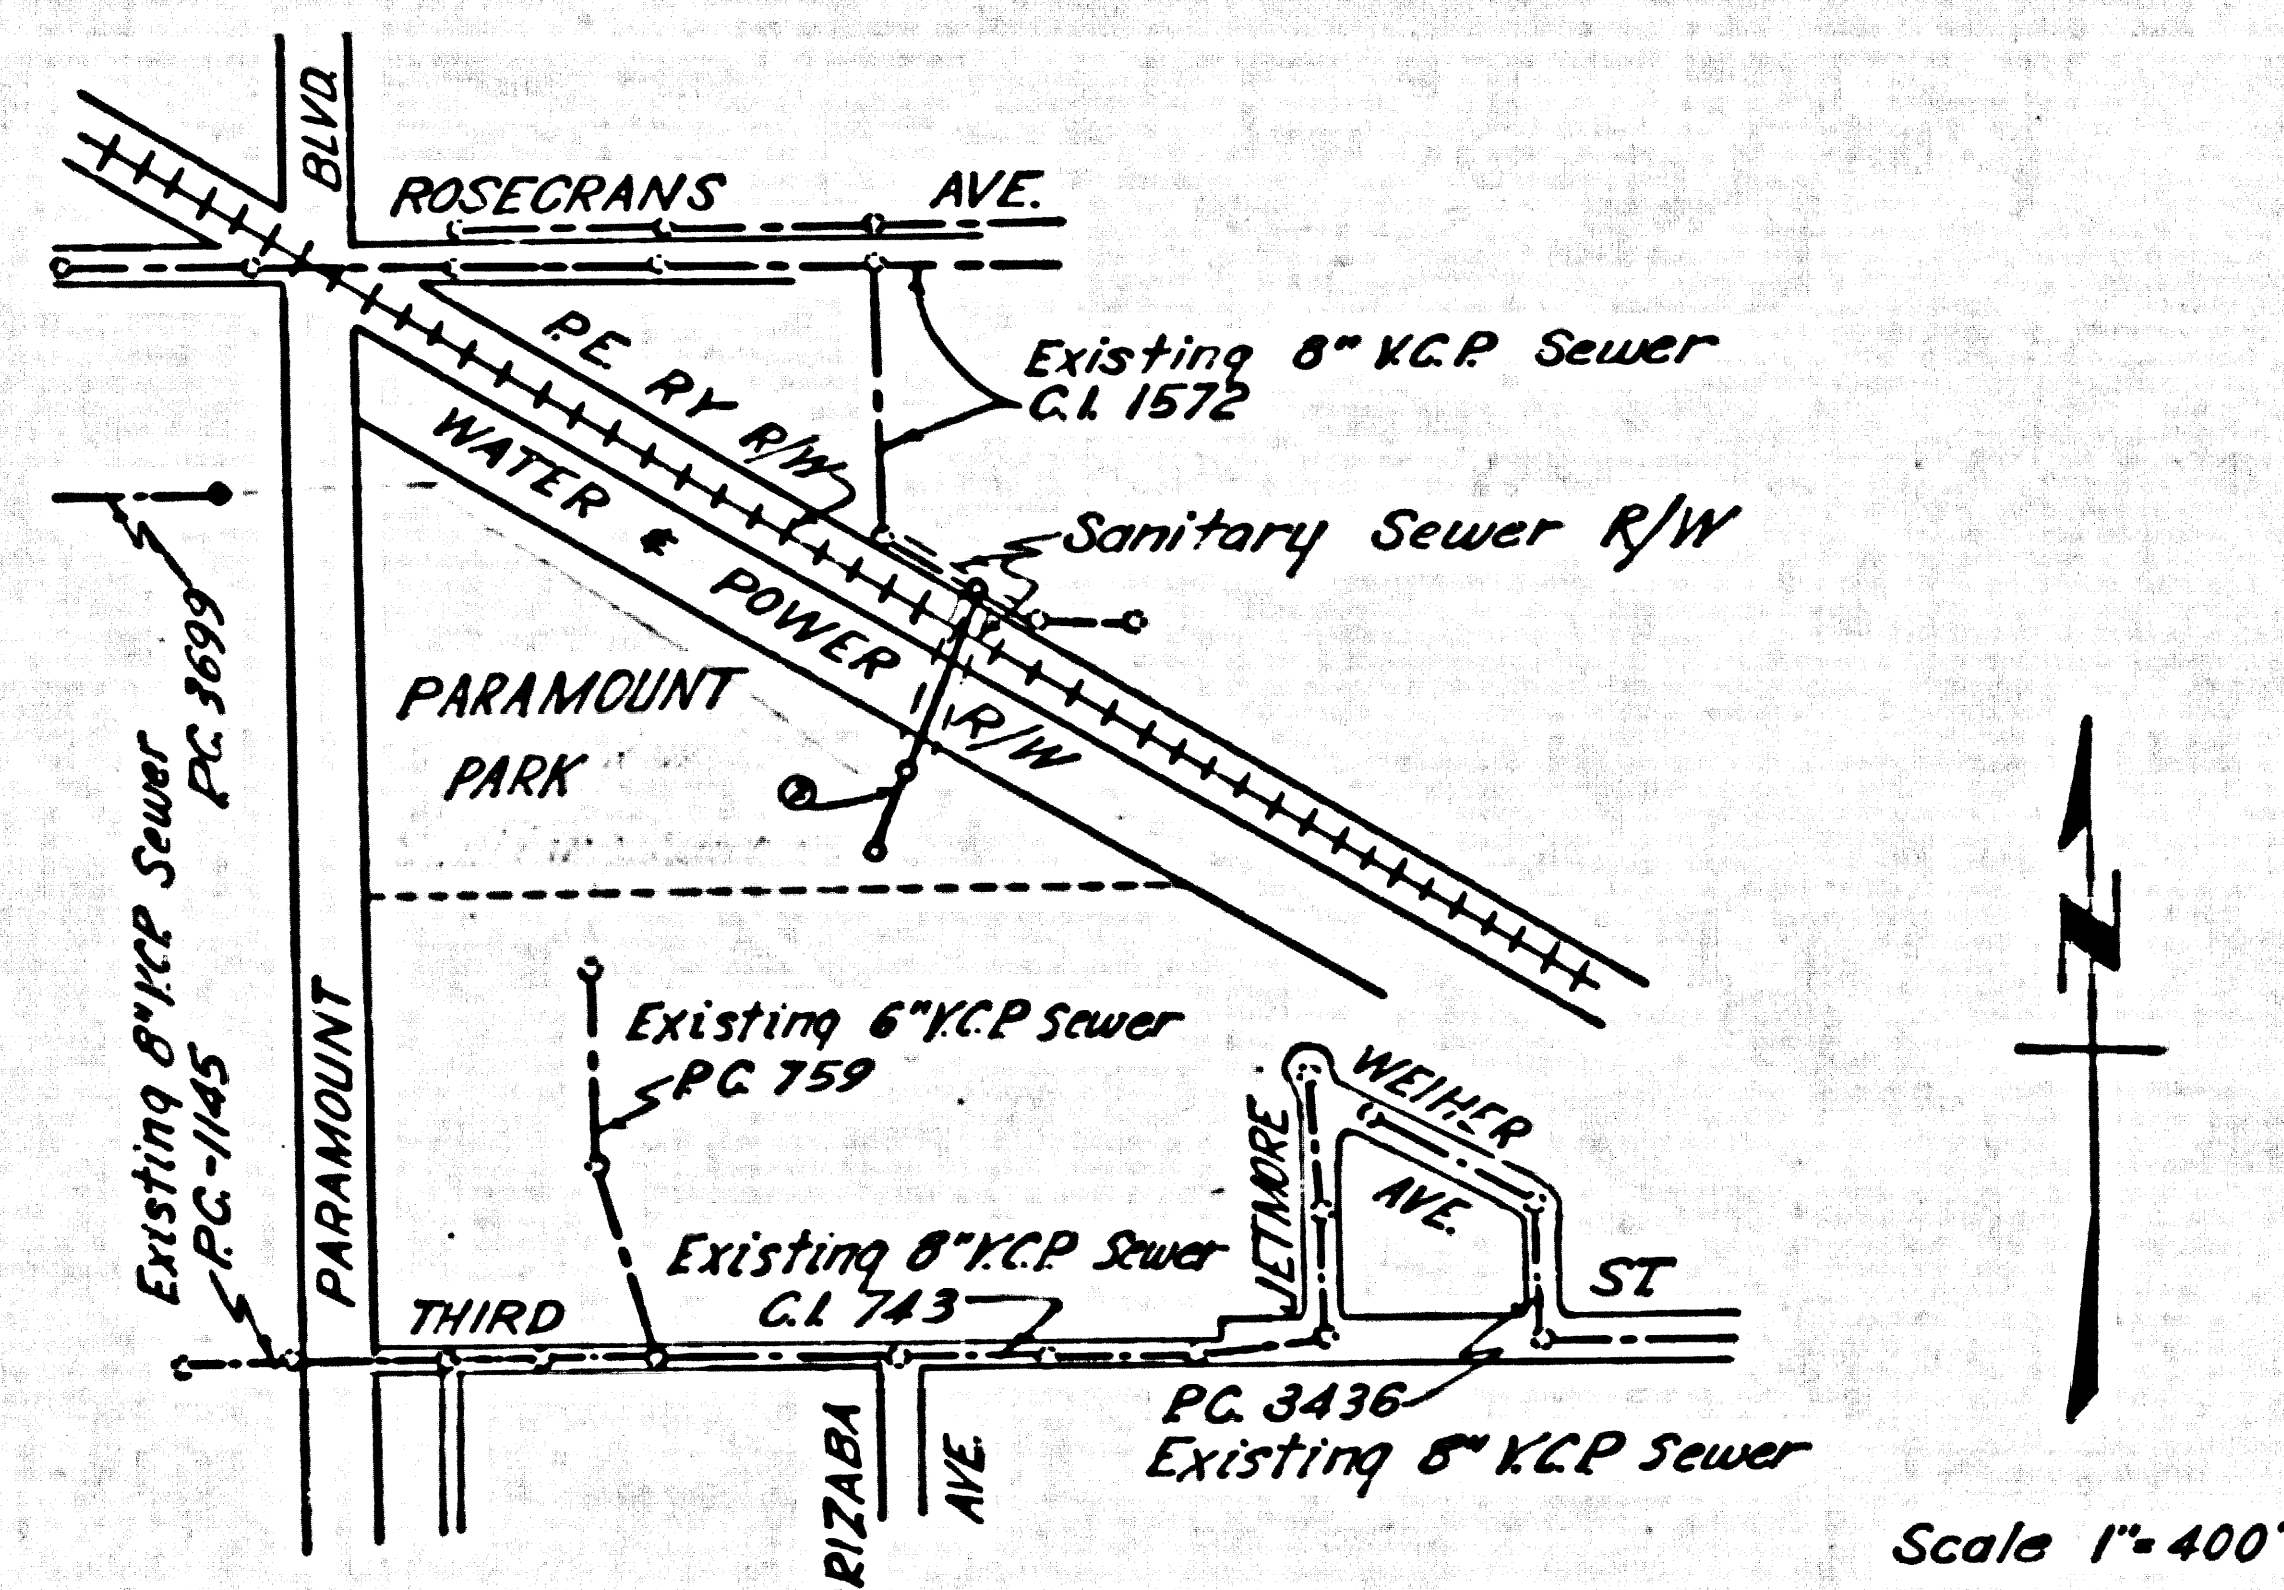 BLVD.
ROSECRANS AVE.
P.E. RY R/W
Existing 8" V.C.P. Sewer
C.I. 1572
WATER & POWER R/W
Sanitary Sewer R/W
P.C. 3699
Existing 8" V.C.P. Sewer
P.C.-1145
PARAMOUNT
PARK
2
PARAMOUNT
N
Existing 6" V.C.P. Sewer
P.C. 759
WEIHER
AVE.
JETMORE
Existing 8" V.C.P. Sewer
C.I. 743
THIRD ST
P.C. 3436
Existing 8" V.C.P. Sewer
RIZABA
AVE.
Scale 1"=400'